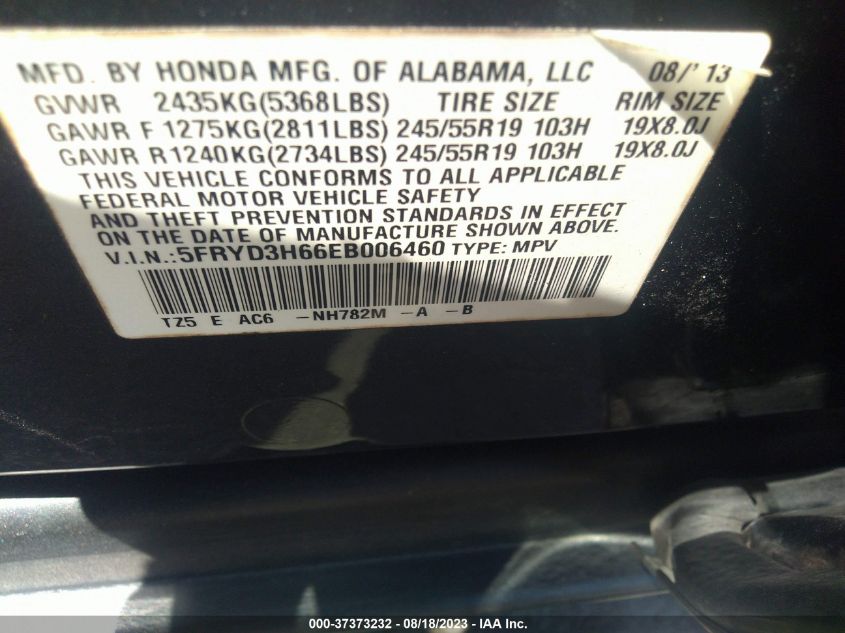 MFD. BY HONDA MFG. OF ALABAMA, LLC 08/'13
GVWR 2435KG(5368LBS) TIRE SIZE RIM SIZE
GAWR F 1275KG(2811LBS) 245/55R19 103H 19X8.0J
GAWR R1240KG(2734LBS) 245/55R19 103H 19X8.0J
THIS VEHICLE CONFORMS TO ALL APPLICABLE
FEDERAL MOTOR VEHICLE SAFETY
AND THEFT PREVENTION STANDARDS IN EFFECT
ON THE DATE OF MANUFACTURE SHOWN ABOVE.
V.I.N.:5FRYD3H66EB006460 TYPE: MPV
TZ5 E AC6 -NH782M -A -B
000-37373232 - 08/18/2023 - IAA Inc.